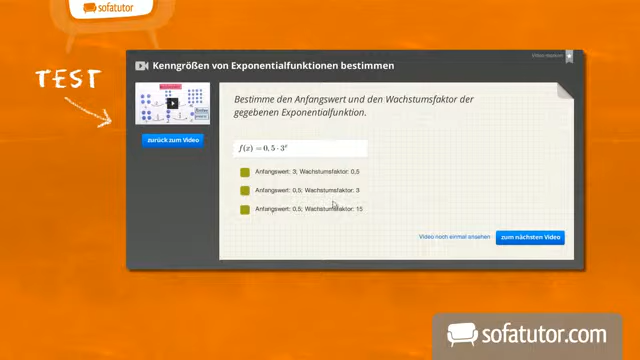 sofatutor
TEST
Kenngrößen von Exponentialfunktionen bestimmen
zurück zum Video
Bestimme den Anfangswert und den Wachstumsfaktor der
gegebenen Exponentialfunktion.
f(x) = 0,5 · 3^x
Anfangswert: 3; Wachstumsfaktor: 0,5
Anfangswert: 0,5; Wachstumsfaktor: 3
Anfangswert: 0,5; Wachstumsfaktor: 15
Video noch einmal ansehen
zum nächsten Video
sofatutor.com